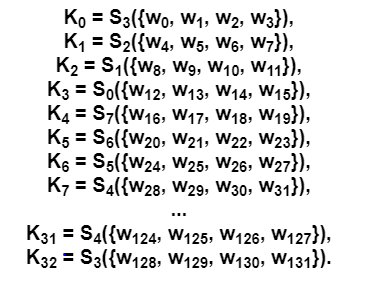 K₀ = S₃({w₀, w₁, w₂, w₃}),
K₁ = S₂({w₄, w₅, w₆, w₇}),
K₂ = S₁({w₈, w₉, w₁₀, w₁₁}),
K₃ = S₀({w₁₂, w₁₃, w₁₄, w₁₅}),
K₄ = S₇({w₁₆, w₁₇, w₁₈, w₁₉}),
K₅ = S₆({w₂₀, w₂₁, w₂₂, w₂₃}),
K₆ = S₅({w₂₄, w₂₅, w₂₆, w₂₇}),
K₇ = S₄({w₂₈, w₂₉, w₃₀, w₃₁}),
...
K₃₁ = S₄({w₁₂₄, w₁₂₅, w₁₂₆, w₁₂₇}),
K₃₂ = S₃({w₁₂₈, w₁₂₉, w₁₃₀, w₁₃₁}).